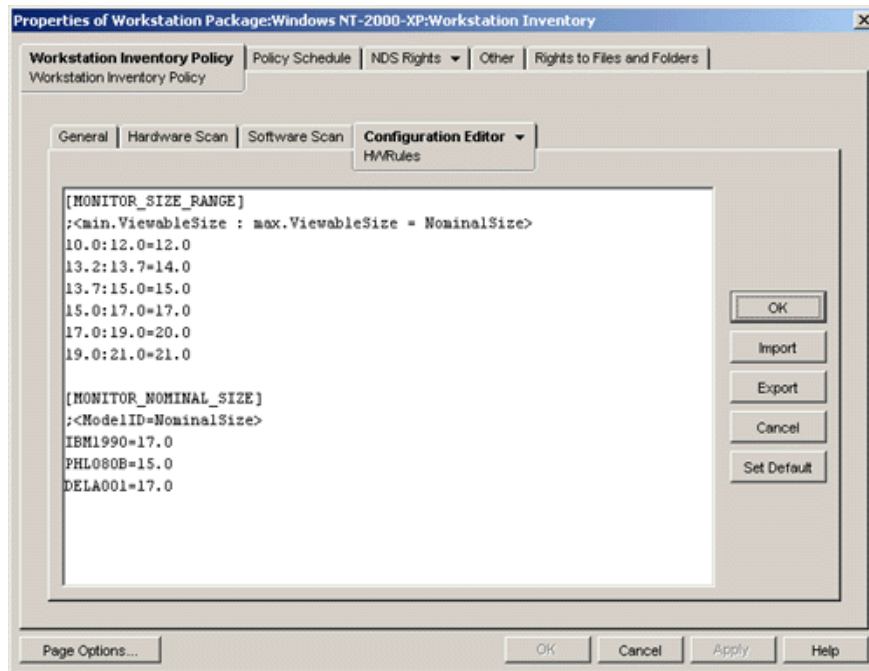 Properties of Workstation Package:Windows NT-2000-XP:Workstation Inventory
Workstation Inventory Policy Policy Schedule NDS Rights Other Rights to Files and Folders
Workstation Inventory Policy
General Hardware Scan Software Scan Configuration Editor
HWRules
[MONITOR_SIZE_RANGE]
;<min.ViewableSize : max.ViewableSize = NominalSize>
10.0:12.0=12.0
13.2:13.7=14.0
13.7:15.0=15.0
15.0:17.0=17.0
17.0:19.0=20.0
19.0:21.0=21.0
[MONITOR_NOMINAL_SIZE]
;<ModelID=NominalSize>
IBM1990=17.0
PHL080B=15.0
DELA001=17.0
OK
Import
Export
Cancel
Set Default
Page Options... OK Cancel Apply Help